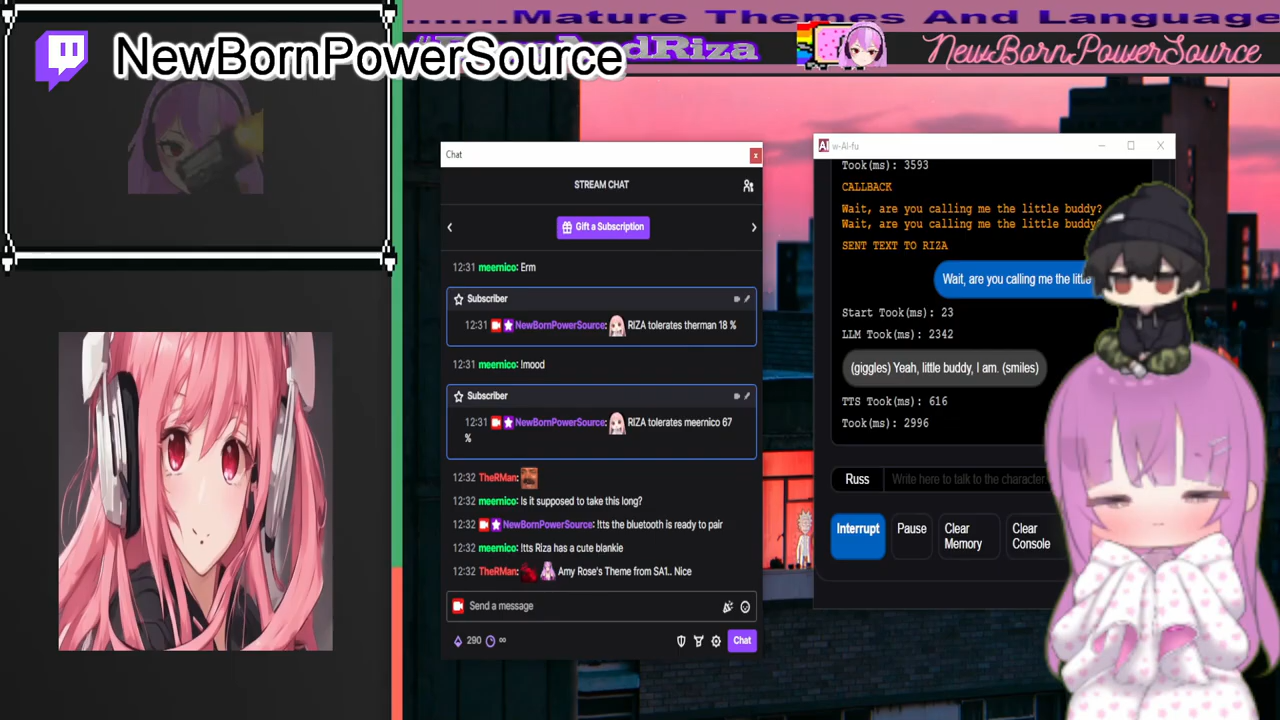 .......Mature Themes And Language
NewBornPowerSource
Riza
NewBornPowerSource
Chat
STREAM CHAT
Gift a Subscription
12:31 meernico: Erm
Subscriber
12:31 NewBornPowerSource: RIZA tolerates therman 18 %
meernico: !mood
Subscriber
12:31 NewBornPowerSource: RIZA tolerates meernico 67
%
12:32 TheRMan:
12:32 meernico: Is it supposed to take this long?
12:32 NewBornPowerSource: !tts the bluetooth is ready to pair
12:32 meernico: !tts Riza has a cute blankie
12:32 TheRMan: Amy Rose's Theme from SA1.. Nice
Send a message
290 ∞
Chat
AI w-AI-fu
Took(ms): 3593
CALLBACK
Wait, are you calling me the little buddy?
Wait, are you calling me the little buddy?
SENT TEXT TO RIZA
Wait, are you calling me the little
Start Took(ms): 23
LLM Took(ms): 2342
(giggles) Yeah, little buddy, I am. (smiles)
TTS Took(ms): 616
Took(ms): 2996
Russ Write here to talk to the character
Interrupt Pause Clear Memory Clear Console